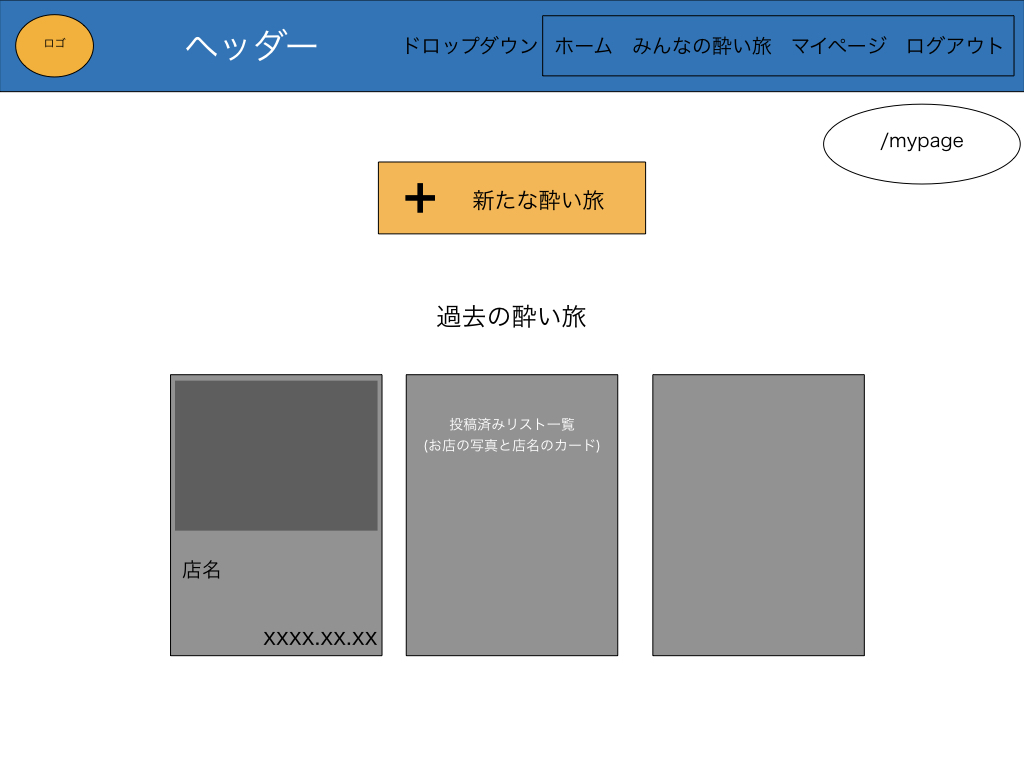 ロゴ
ヘッダー
ドロップダウン
ホーム みんなの酔い旅 マイページ ログアウト
/mypage
+ 新たな酔い旅
過去の酔い旅
投稿済みリスト一覧
(お店の写真と店名のカード)
店名
xxxx.xx.xx